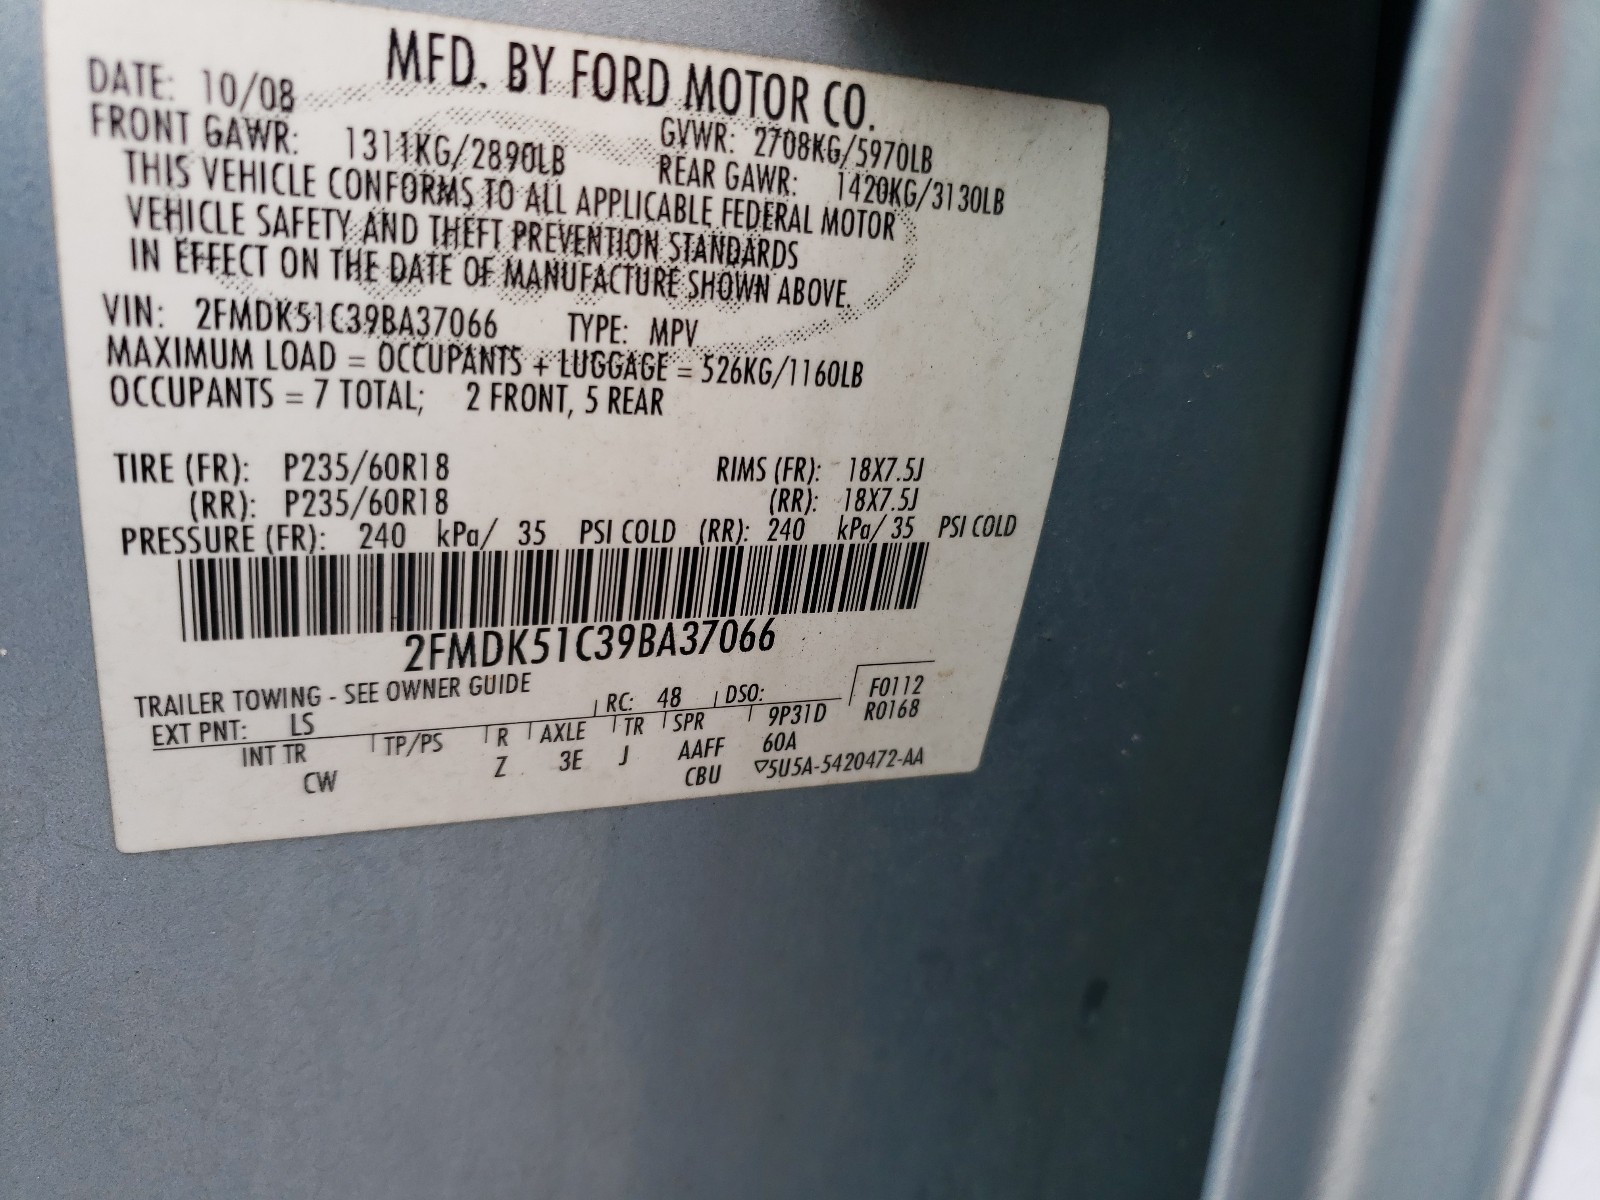 MFD. BY FORD MOTOR CO.
DATE: 10/08 GVWR: 2708KG/5970LB
FRONT GAWR: 1311KG/2890LB REAR GAWR: 1420KG/3130LB
THIS VEHICLE CONFORMS TO ALL APPLICABLE FEDERAL MOTOR
VEHICLE SAFETY AND THEFT PREVENTION STANDARDS
IN EFFECT ON THE DATE OF MANUFACTURE SHOWN ABOVE.
VIN: 2FMDK51C39BA37066 TYPE: MPV
MAXIMUM LOAD = OCCUPANTS + LUGGAGE = 526KG/1160LB
OCCUPANTS = 7 TOTAL; 2 FRONT, 5 REAR
TIRE (FR): P235/60R18 RIMS (FR): 18X7.5J
(RR): P235/60R18 (RR): 18X7.5J
PRESSURE (FR): 240 kPa/ 35 PSI COLD (RR): 240 kPa/ 35 PSI COLD
2FMDK51C39BA37066
TRAILER TOWING - SEE OWNER GUIDE
EXT PNT: LS RC: 48 DSO: F0112
INT TR TP/PS R AXLE TR SPR 9P31D R0168
CW Z 3E J AAFF 60A
CBU ▽5U5A-5420472-AA